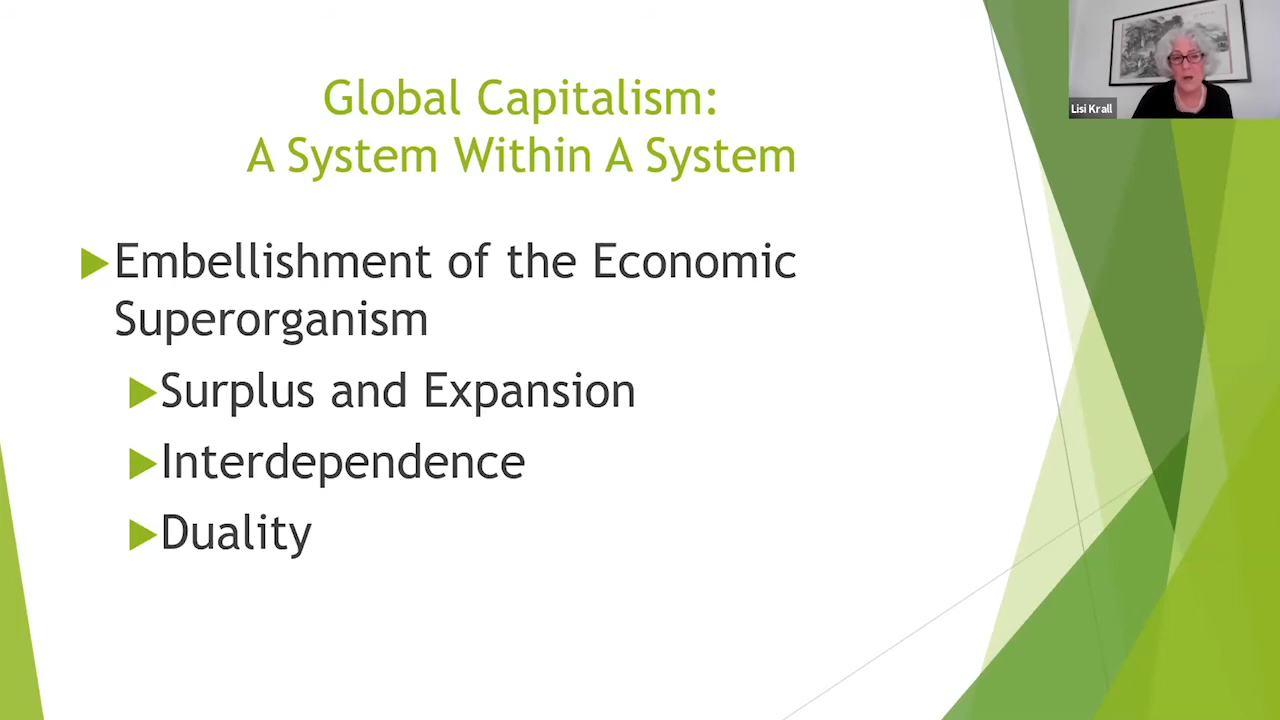 Global Capitalism:
A System Within A System
Embellishment of the Economic
Superorganism
Surplus and Expansion
Interdependence
Duality
Lisi Krall